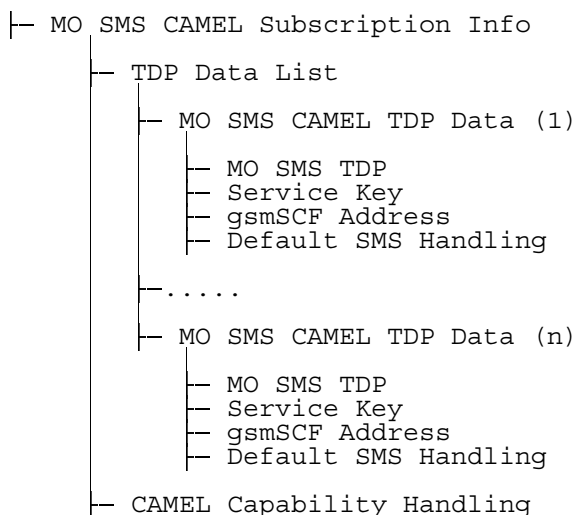 MO SMS CAMEL Subscription Info
TDP Data List
MO SMS CAMEL TDP Data (1)
MO SMS TDP
Service Key
gsmSCF Address
Default SMS Handling
.....
MO SMS CAMEL TDP Data (n)
MO SMS TDP
Service Key
gsmSCF Address
Default SMS Handling
CAMEL Capability Handling